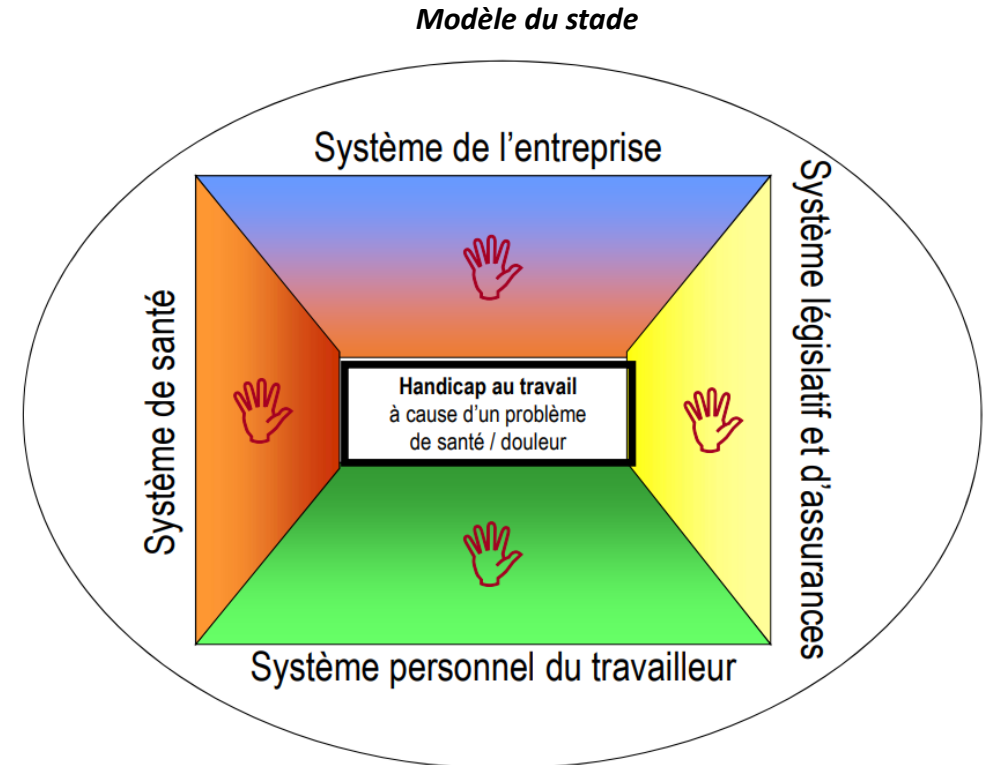 Modèle du stade
Système de l'entreprise
Système de santé
Handicap au travail
à cause d'un problème
de santé / douleur
Système législatif et d'assurances
Système personnel du travailleur